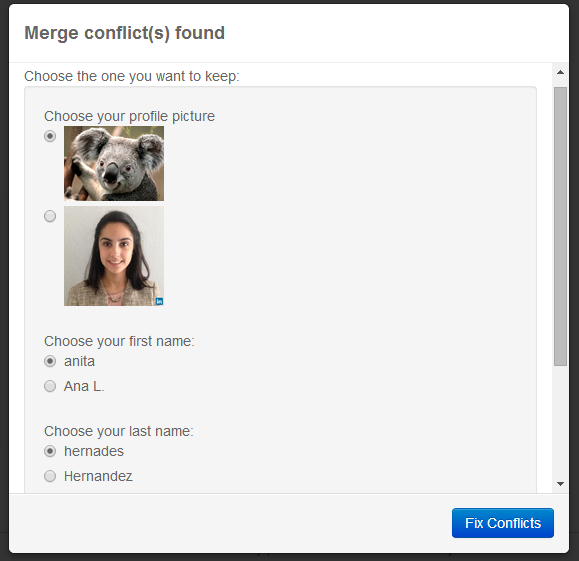 Merge conflict(s) found
Choose the one you want to keep:
Choose your profile picture
in
Choose your first name:
anita
Ana L.
Choose your last name:
hernades
Hernandez
Fix Conflicts